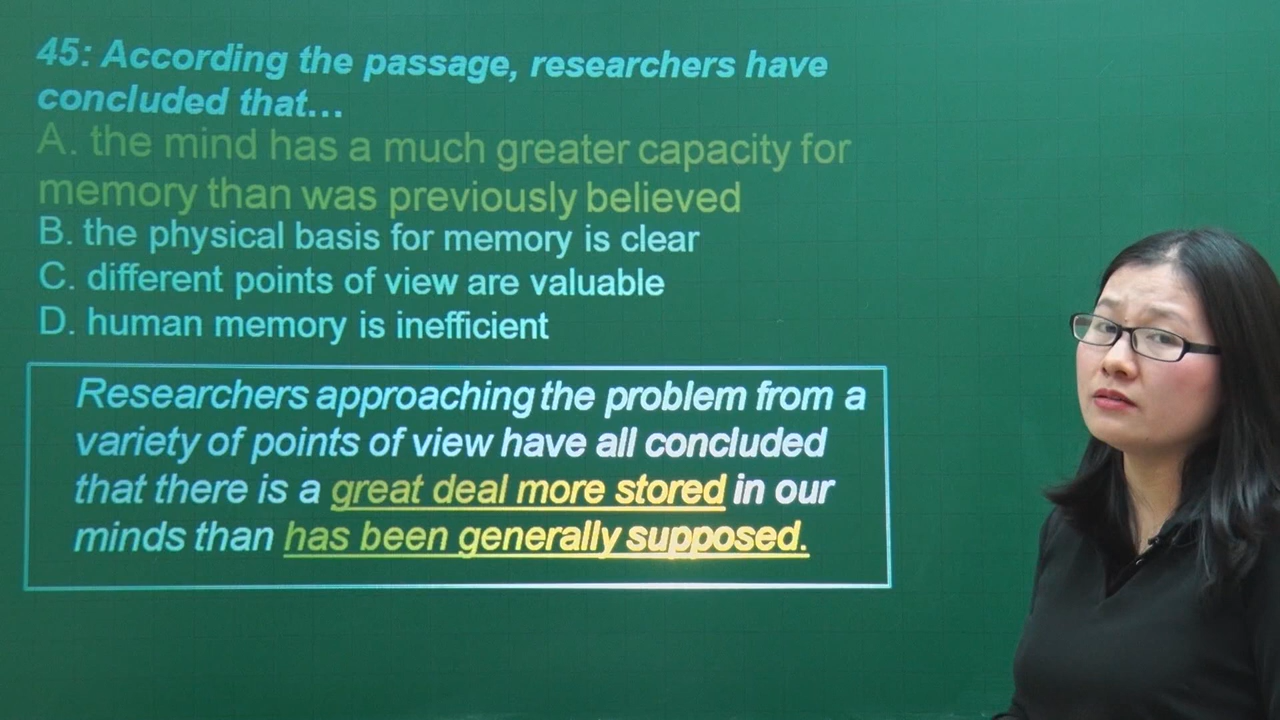 45: According the passage, researchers have
concluded that…
A. the mind has a much greater capacity for
memory than was previously believed
B. the physical basis for memory is clear
C. different points of view are valuable
D. human memory is inefficient
Researchers approaching the problem from a
variety of points of view have all concluded
that there is a great deal more stored in our
minds than has been generally supposed.